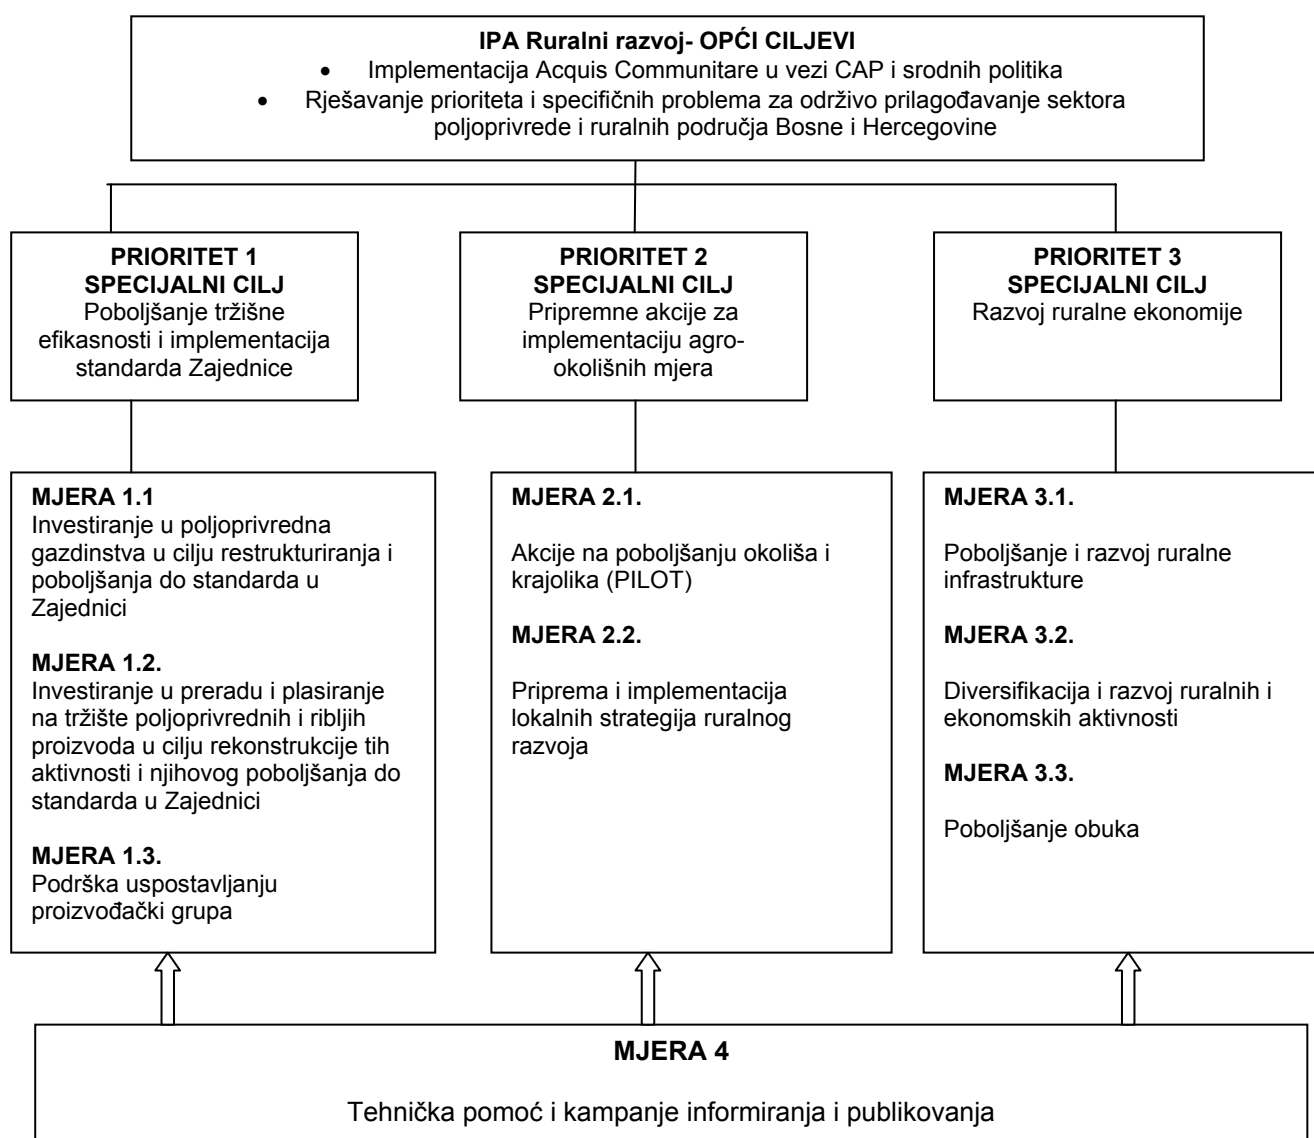 IPA Ruralni razvoj- OPĆI CILJEVI
• Implementacija Acquis Communitare u vezi CAP i srodnih politika
• Rješavanje prioriteta i specifičnih problema za održivo prilagođavanje sektora
poljoprivrede i ruralnih područja Bosne i Hercegovine
PRIORITET 1
SPECIJALNI CILJ
Poboljšanje tržišne
efikasnosti i implementacija
standarda Zajednice
PRIORITET 2
SPECIJALNI CILJ
Pripremne akcije za
implementaciju agro-
okolišnih mjera
PRIORITET 3
SPECIJALNI CILJ
Razvoj ruralne ekonomije
MJERA 1.1
Investiranje u poljoprivredna
gazdinstva u cilju restrukturiranja i
poboljšanja do standarda u
Zajednici
MJERA 1.2.
Investiranje u preradu i plasiranje
na tržište poljoprivrednih i ribljih
proizvoda u cilju rekonstrukcije tih
aktivnosti i njihovog poboljšanja do
standarda u Zajednici
MJERA 1.3.
Podrška uspostavljanju
proizvođački grupa
MJERA 2.1.
Akcije na poboljšanju okoliša i
krajolika (PILOT)
MJERA 2.2.
Priprema i implementacija
lokalnih strategija ruralnog
razvoja
MJERA 3.1.
Poboljšanje i razvoj ruralne
infrastrukture
MJERA 3.2.
Diversifikacija i razvoj ruralnih i
ekonomskih aktivnosti
MJERA 3.3.
Poboljšanje obuka
MJERA 4
Tehnička pomoć i kampanje informiranja i publikovanja